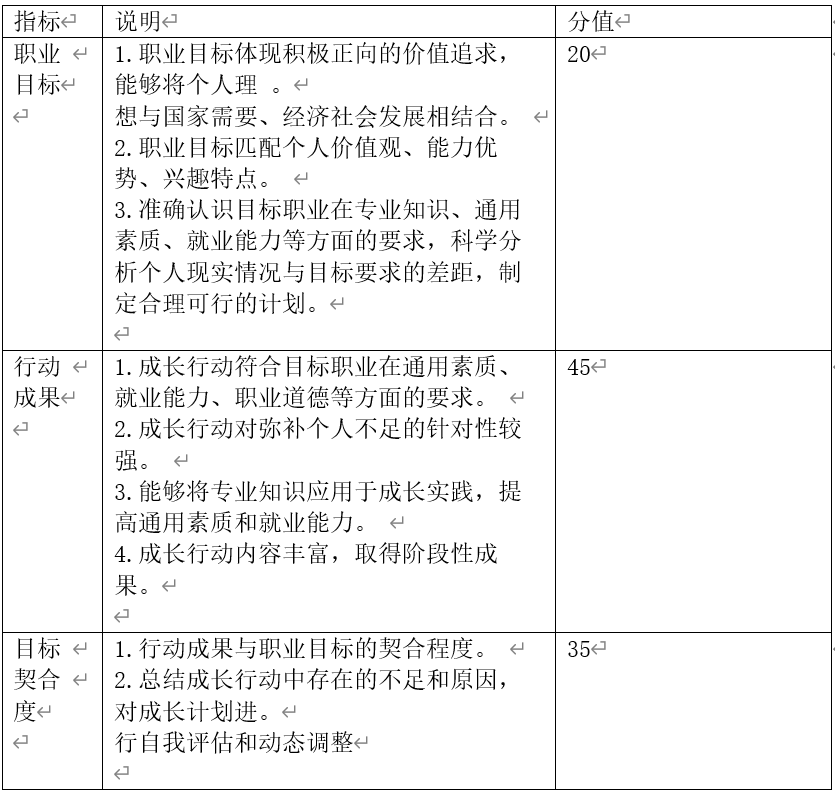 指标 说明 分值
职业
目标
1.职业目标体现积极正向的价值追求，
能够将个人理 。
想与国家需要、经济社会发展相结合。
2.职业目标匹配个人价值观、能力优
势、兴趣特点。
3.准确认识目标职业在专业知识、通用
素质、就业能力等方面的要求，科学分
析个人现实情况与目标要求的差距，制
定合理可行的计划。
20
行动
成果
1.成长行动符合目标职业在通用素质、
就业能力、职业道德等方面的要求。
2.成长行动对弥补个人不足的针对性较
强。
3.能够将专业知识应用于成长实践，提
高通用素质和就业能力。
4.成长行动内容丰富，取得阶段性成
果。
45
目标
契合
度
1.行动成果与职业目标的契合程度。
2.总结成长行动中存在的不足和原因，
对成长计划进。
行自我评估和动态调整
35